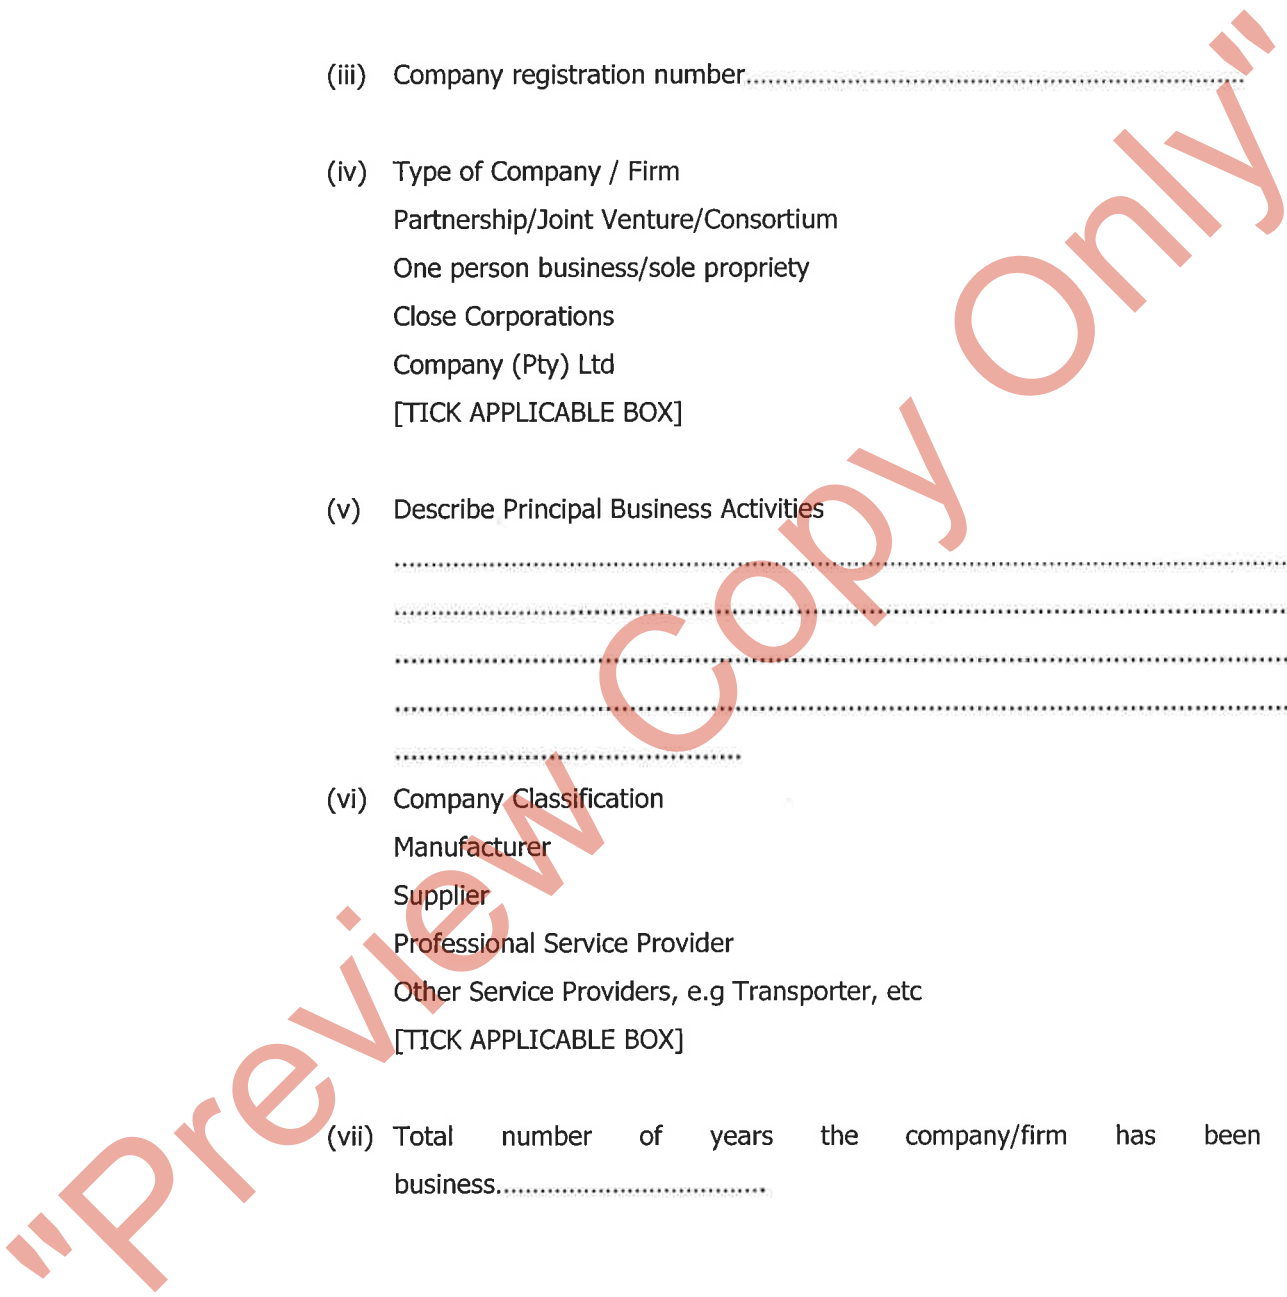 (iii) Company registration number..................................................................
(iv) Type of Company / Firm
Partnership/Joint Venture/Consortium
One person business/sole propriety
Close Corporations
Company (Pty) Ltd
[TICK APPLICABLE BOX]
(v) Describe Principal Business Activities
........................................................................................................................
........................................................................................................................
........................................................................................................................
........................................................................................................................
..............................................
(vi) Company Classification
Manufacturer
Supplier
Professional Service Provider
Other Service Providers, e.g Transporter, etc
[TICK APPLICABLE BOX]
(vii) Total number of years the company/firm has been
business...................................
"Preview Copy Only"